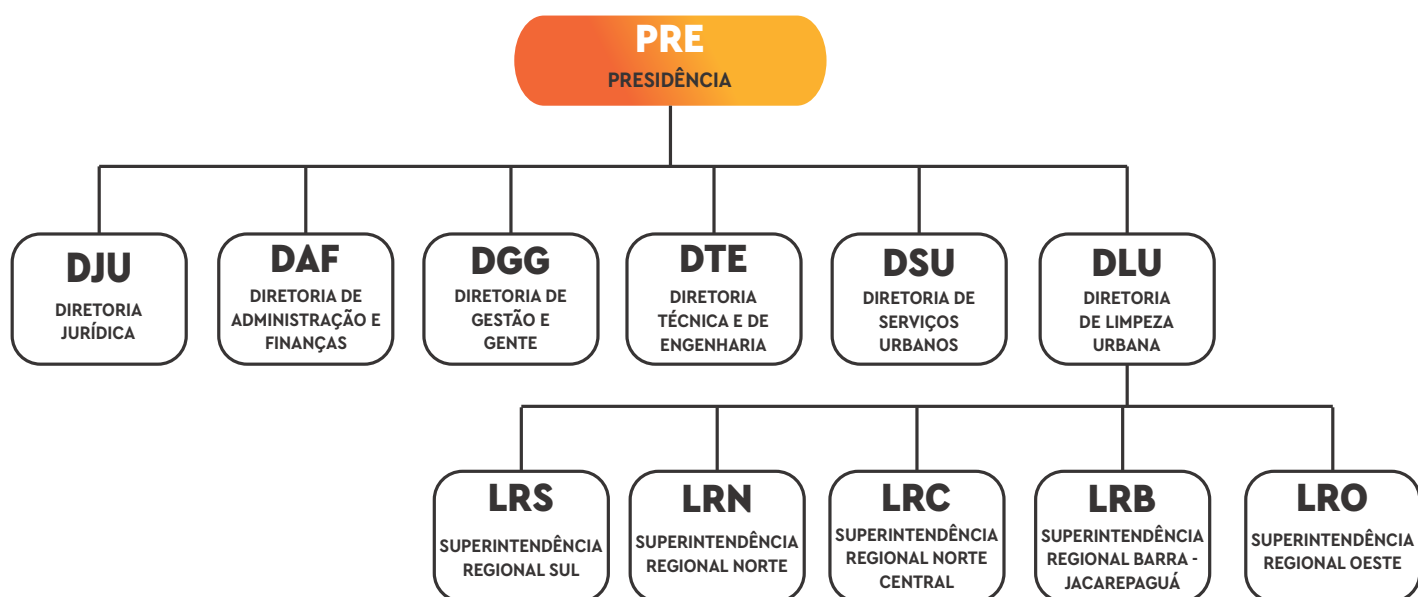 PRE
PRESIDÊNCIA
DJU
DIRETORIA
JURÍDICA
DAF
DIRETORIA DE
ADMINISTRAÇÃO E
FINANÇAS
DGG
DIRETORIA DE
GESTÃO E
GENTE
DTE
DIRETORIA
TÉCNICA E DE
ENGENHARIA
DSU
DIRETORIA DE
SERVIÇOS
URBANOS
DLU
DIRETORIA
DE LIMPEZA
URBANA
LRS
SUPERINTENDÊNCIA
REGIONAL SUL
LRN
SUPERINTENDÊNCIA
REGIONAL NORTE
LRC
SUPERINTENDÊNCIA
REGIONAL NORTE
CENTRAL
LRB
SUPERINTENDÊNCIA
REGIONAL BARRA -
JACAREPAGUÁ
LRO
SUPERINTENDÊNCIA
REGIONAL OESTE